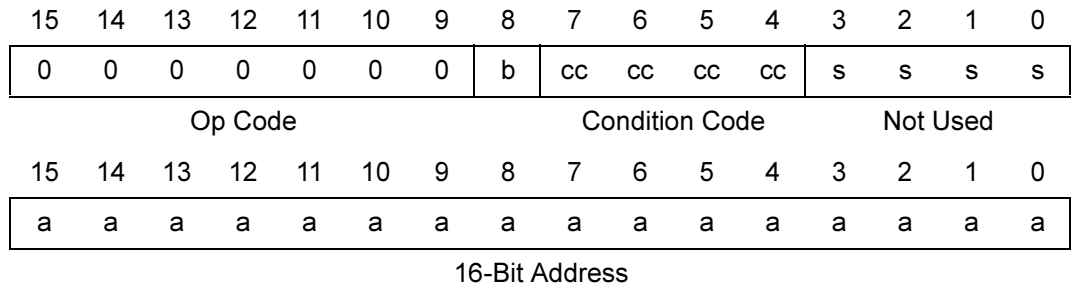 15 14 13 12 11 10 9 8 7 6 5 4 3 2 1 0
0 0 0 0 0 0 0 b cc cc cc cc s s s s
Op Code Condition Code Not Used
15 14 13 12 11 10 9 8 7 6 5 4 3 2 1 0
a a a a a a a a a a a a a a a a
16-Bit Address